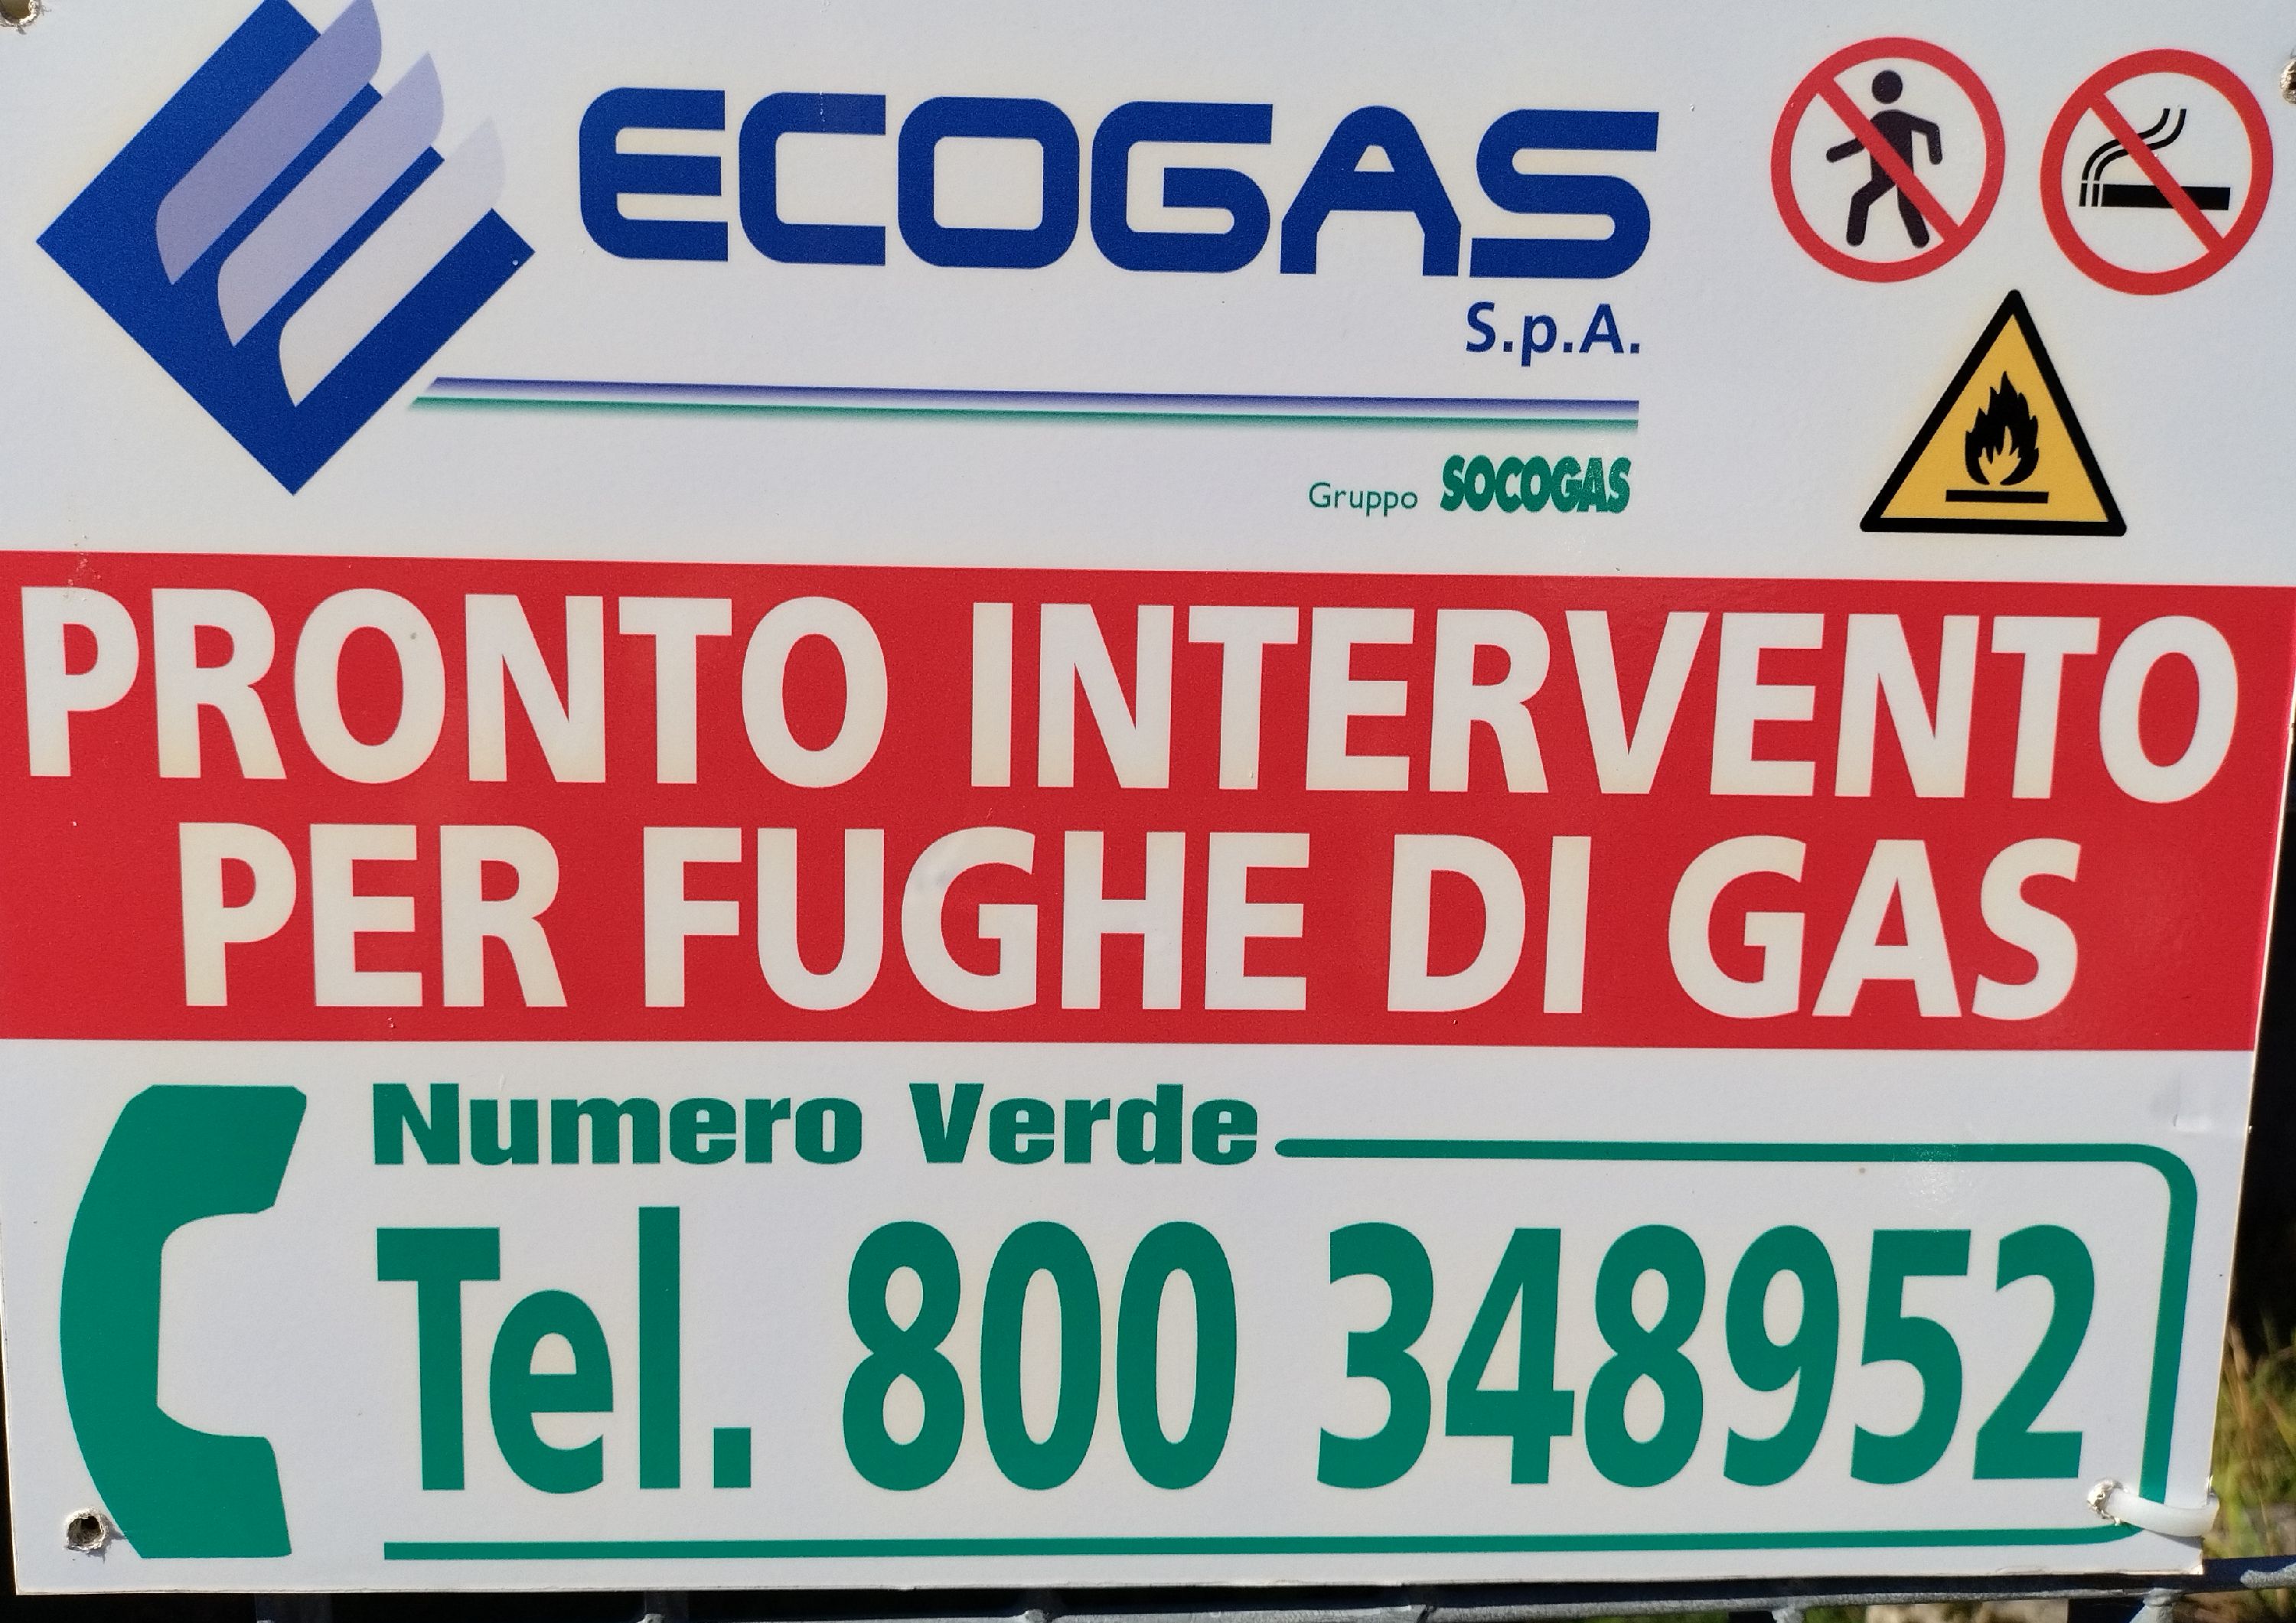 ECOGAS
S.p.A.
Gruppo SOCOGAS
PRONTO INTERVENTO
PER FUGHE DI GAS
Numero Verde
Tel. 800 348952